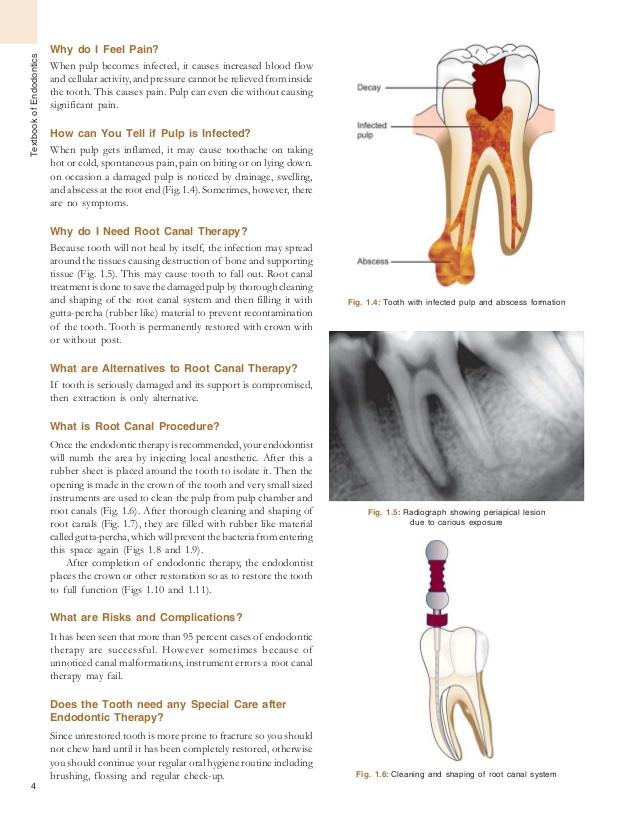 Textbook of Endodontics
Why do I Feel Pain?
When pulp becomes infected, it causes increased blood flow
and cellular activity, and pressure cannot be relieved from inside
the tooth. This causes pain. Pulp can even die without causing
significant pain.
How can You Tell if Pulp is Infected?
When pulp gets inflamed, it may cause toothache on taking
hot or cold, spontaneous pain, pain on biting or on lying down.
on occasion a damaged pulp is noticed by drainage, swelling,
and abscess at the root end (Fig. 1.4). Sometimes, however, there
are no symptoms.
Why do I Need Root Canal Therapy?
Because tooth will not heal by itself, the infection may spread
around the tissues causing destruction of bone and supporting
tissue (Fig. 1.5). This may cause tooth to fall out. Root canal
treatment is done to save the damaged pulp by thorough cleaning
and shaping of the root canal system and then filling it with
gutta-percha (rubber like) material to prevent recontamination
of the tooth. Tooth is permanently restored with crown with
or without post.
What are Alternatives to Root Canal Therapy?
If tooth is seriously damaged and its support is compromised,
then extraction is only alternative.
What is Root Canal Procedure?
Once the endodontic therapy is recommended, your endodontist
will numb the area by injecting local anesthetic. After this a
rubber sheet is placed around the tooth to isolate it. Then the
opening is made in the crown of the tooth and very small sized
instruments are used to clean the pulp from pulp chamber and
root canals (Fig. 1.6). After thorough cleaning and shaping of
root canals (Fig. 1.7), they are filled with rubber like material
called gutta-percha, which will prevent the bacteria from entering
this space again (Figs 1.8 and 1.9).
After completion of endodontic therapy, the endodontist
places the crown or other restoration so as to restore the tooth
to full function (Figs 1.10 and 1.11).
What are Risks and Complications?
It has been seen that more than 95 percent cases of endodontic
therapy are successful. However sometimes because of
unnoticed canal malformations, instrument errors a root canal
therapy may fail.
Does the Tooth need any Special Care after
Endodontic Therapy?
Since unrestored tooth is more prone to fracture so you should
not chew hard until it has been completely restored, otherwise
you should continue your regular oral hygiene routine including
brushing, flossing and regular check-up.
4
Decay
Infected
pulp
Abscess
Fig. 1.4: Tooth with infected pulp and abscess formation
Fig. 1.5: Radiograph showing periapical lesion
due to carious exposure
Fig. 1.6: Cleaning and shaping of root canal system